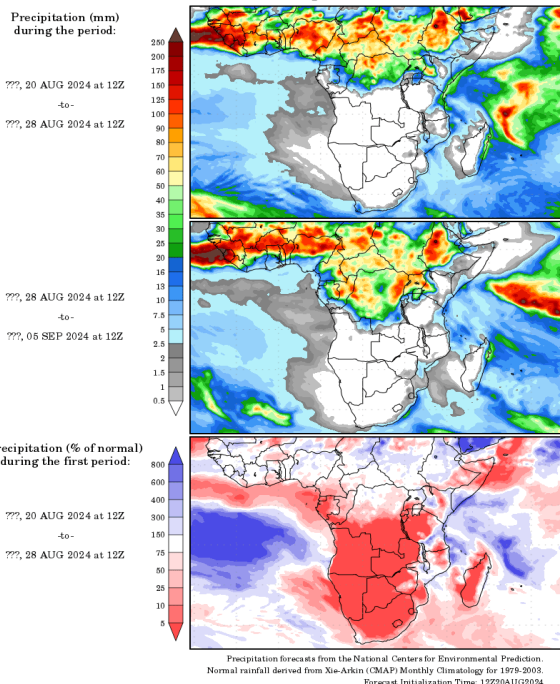 Precipitation (mm)
during the period:
250
200
175
150
125
100
90
80
70
60
50
40
35
30
25
20
16
13
10
7.5
5
2.5
2
1.5
1
0.5
???, 20 AUG 2024 at 12Z
-to-
???, 28 AUG 2024 at 12Z
???, 28 AUG 2024 at 12Z
-to-
???, 05 SEP 2024 at 12Z
recipitation (% of normal)
during the first period:
800
600
400
300
150
75
50
25
10
5
???, 20 AUG 2024 at 12Z
-to-
???, 28 AUG 2024 at 12Z
Precipitation forecasts from the National Centers for Environmental Prediction.
Normal rainfall derived from Xie-Arkin (CMAP) Monthly Climatology for 1979-2003.
Forecast Initialization Time: 12Z20AUG2024